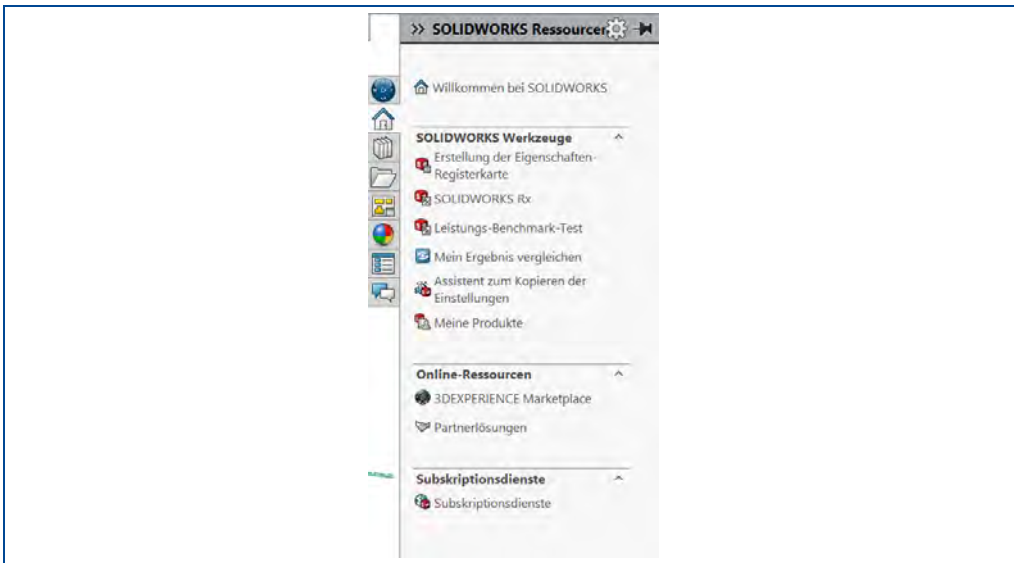 SOLIDWORKS Ressourcen
Willkommen bei SOLIDWORKS
SOLIDWORKS Werkzeuge
Erstellung der Eigenschaften-
Registerkarte
SOLIDWORKS Rx
Leistungs-Benchmark-Test
Mein Ergebnis vergleichen
Assistent zum Kopieren der
Einstellungen
Meine Produkte
Online-Ressourcen
3DEXPERIENCE Marketplace
Partnerlösungen
Subskriptionsdienste
Subskriptionsdienste